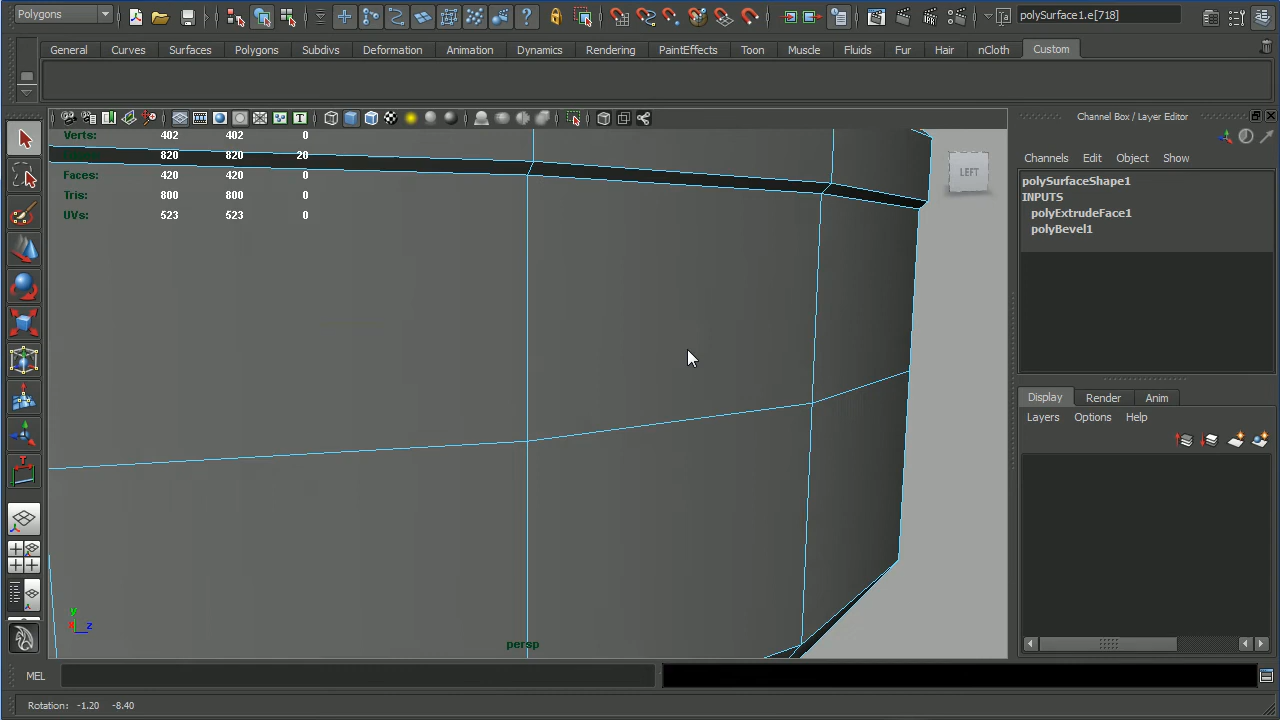 Polygons
polySurface1.e[718]
General Curves Surfaces Polygons Subdivs Deformation Animation Dynamics Rendering PaintEffects Toon Muscle Fluids Fur Hair nCloth Custom
Channel Box / Layer Editor
Verts: 402 402 0
820 820 20
Faces: 420 420 0
Tris: 800 800 0
UVs: 523 523 0
LEFT
Channels Edit Object Show
polySurfaceShape1
INPUTS
polyExtrudeFace1
polyBevel1
Display Render Anim
Layers Options Help
y
z
persp
MEL
Rotation: -1.20 -8.40